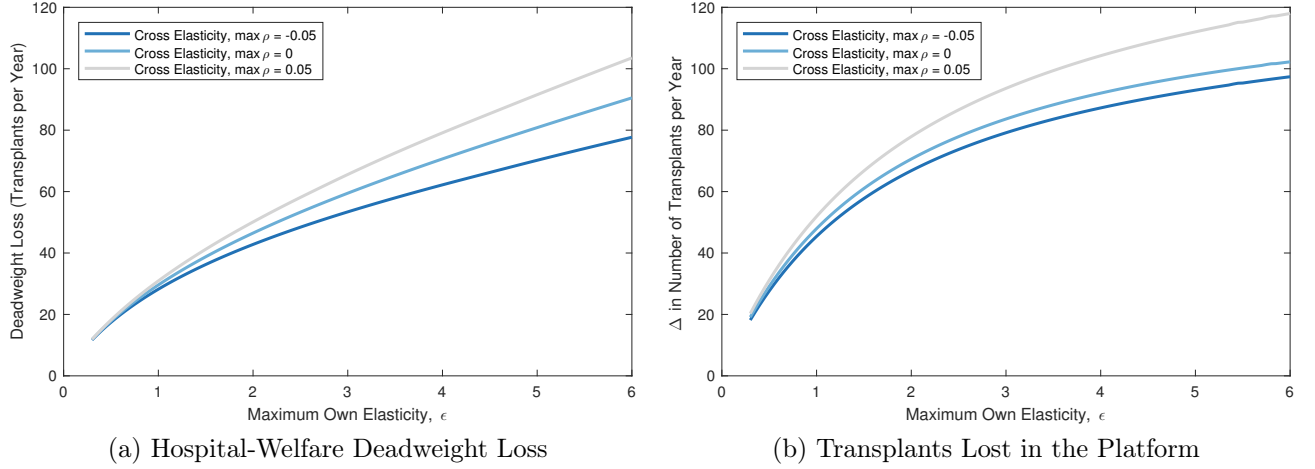 Deadweight Loss (Transplants per Year)
120
100
80
60
40
20
0
Cross Elasticity, max ρ = -0.05
Cross Elasticity, max ρ = 0
Cross Elasticity, max ρ = 0.05
0 1 2 3 4 5 6
Maximum Own Elasticity, ϵ
(a) Hospital-Welfare Deadweight Loss
Δ in Number of Transplants per Year
120
100
80
60
40
20
0
Cross Elasticity, max ρ = -0.05
Cross Elasticity, max ρ = 0
Cross Elasticity, max ρ = 0.05
0 1 2 3 4 5 6
Maximum Own Elasticity, ϵ
(b) Transplants Lost in the Platform